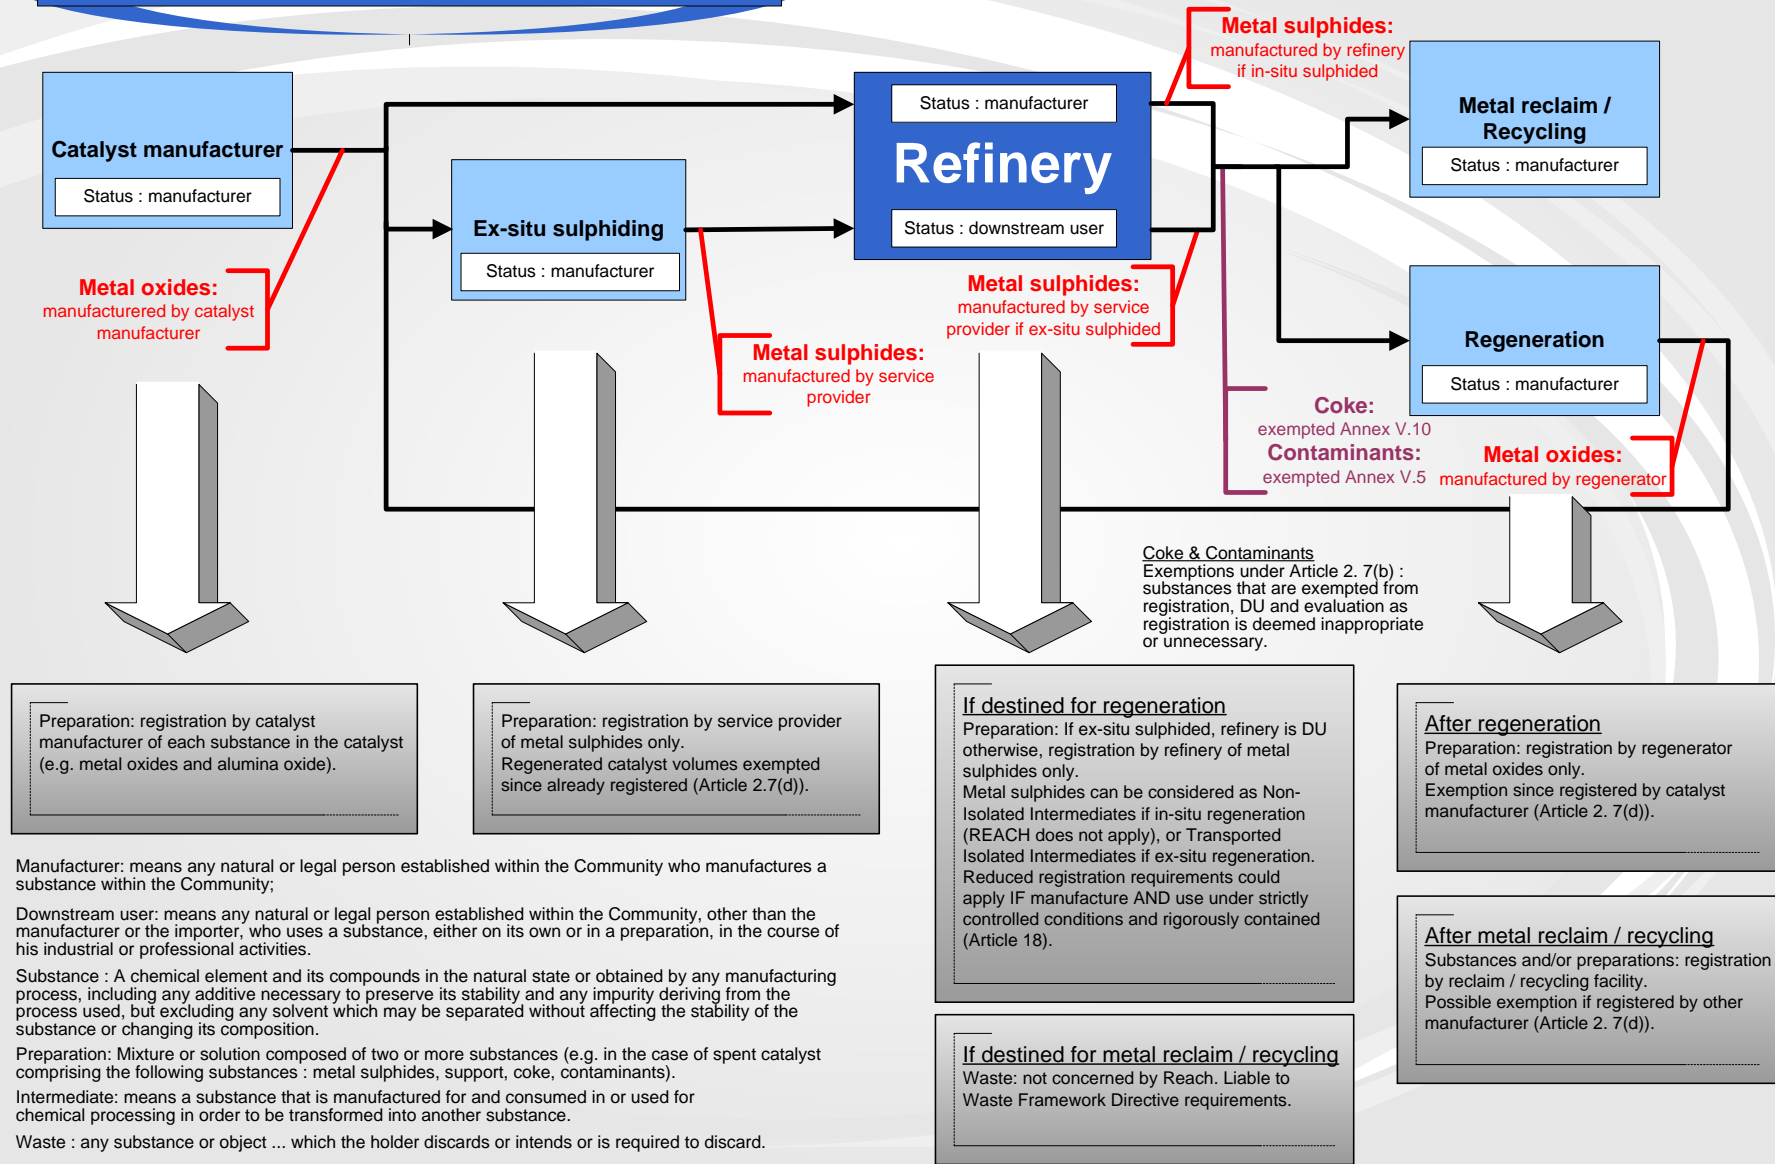 Metal sulphides:
manufactured by refinery
if in-situ sulphided
Catalyst manufacturer
Status : manufacturer
Status : manufacturer
Refinery
Status : downstream user
Metal reclaim /
Recycling
Status : manufacturer
Ex-situ sulphiding
Status : manufacturer
Metal oxides:
manufacturered by catalyst
manufacturer
Metal sulphides:
manufactured by service
provider if ex-situ sulphided
Metal sulphides:
manufactured by service
provider
Regeneration
Status : manufacturer
Coke:
exempted Annex V.10
Contaminants:
exempted Annex V.5
Metal oxides:
manufactured by regenerator
Coke & Contaminants
Exemptions under Article 2. 7(b) :
substances that are exempted from
registration, DU and evaluation as
registration is deemed inappropriate
or unnecessary.
Preparation: registration by catalyst
manufacturer of each substance in the catalyst
(e.g. metal oxides and alumina oxide).
Preparation: registration by service provider
of metal sulphides only.
Regenerated catalyst volumes exempted
since already registered (Article 2.7(d)).
If destined for regeneration
Preparation: If ex-situ sulphided, refinery is DU
otherwise, registration by refinery of metal
sulphides only.
Metal sulphides can be considered as Non-
Isolated Intermediates if in-situ regeneration
(REACH does not apply), or Transported
Isolated Intermediates if ex-situ regeneration.
Reduced registration requirements could
apply IF manufacture AND use under strictly
controlled conditions and rigorously contained
(Article 18).
After regeneration
Preparation: registration by regenerator
of metal oxides only.
Exemption since registered by catalyst
manufacturer (Article 2. 7(d)).
After metal reclaim / recycling
Substances and/or preparations: registration
by reclaim / recycling facility.
Possible exemption if registered by other
manufacturer (Article 2. 7(d)).
If destined for metal reclaim / recycling
Waste: not concerned by Reach. Liable to
Waste Framework Directive requirements.
Manufacturer: means any natural or legal person established within the Community who manufactures a
substance within the Community;
Downstream user: means any natural or legal person established within the Community, other than the
manufacturer or the importer, who uses a substance, either on its own or in a preparation, in the course of
his industrial or professional activities.
Substance : A chemical element and its compounds in the natural state or obtained by any manufacturing
process, including any additive necessary to preserve its stability and any impurity deriving from the
process used, but excluding any solvent which may be separated without affecting the stability of the
substance or changing its composition.
Preparation: Mixture or solution composed of two or more substances (e.g. in the case of spent catalyst
comprising the following substances : metal sulphides, support, coke, contaminants).
Intermediate: means a substance that is manufactured for and consumed in or used for
chemical processing in order to be transformed into another substance.
Waste : any substance or object ... which the holder discards or intends or is required to discard.